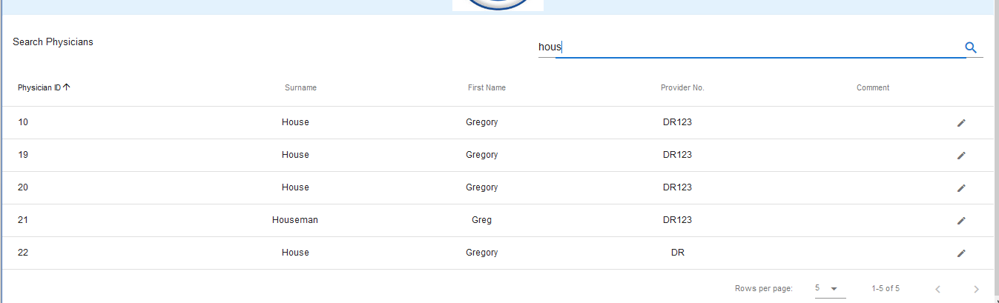 Search Physicians
hous
Physician ID Surname First Name Provider No. Comment
10 House Gregory DR123
19 House Gregory DR123
20 House Gregory DR123
21 Houseman Greg DR123
22 House Gregory DR
Rows per page: 5 1-5 of 5